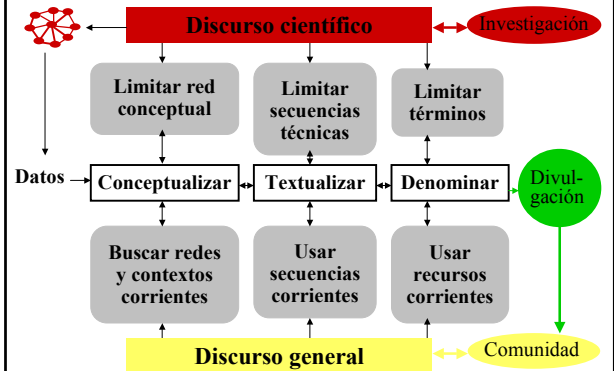 Discurso científico
Investigación
Limitar red
conceptual
Limitar
secuencias
técnicas
Limitar
términos
Datos
Conceptualizar
Textualizar
Denominar
Divul-
gación
Buscar redes
y contextos
corrientes
Usar
secuencias
corrientes
Usar
recursos
corrientes
Discurso general
Comunidad